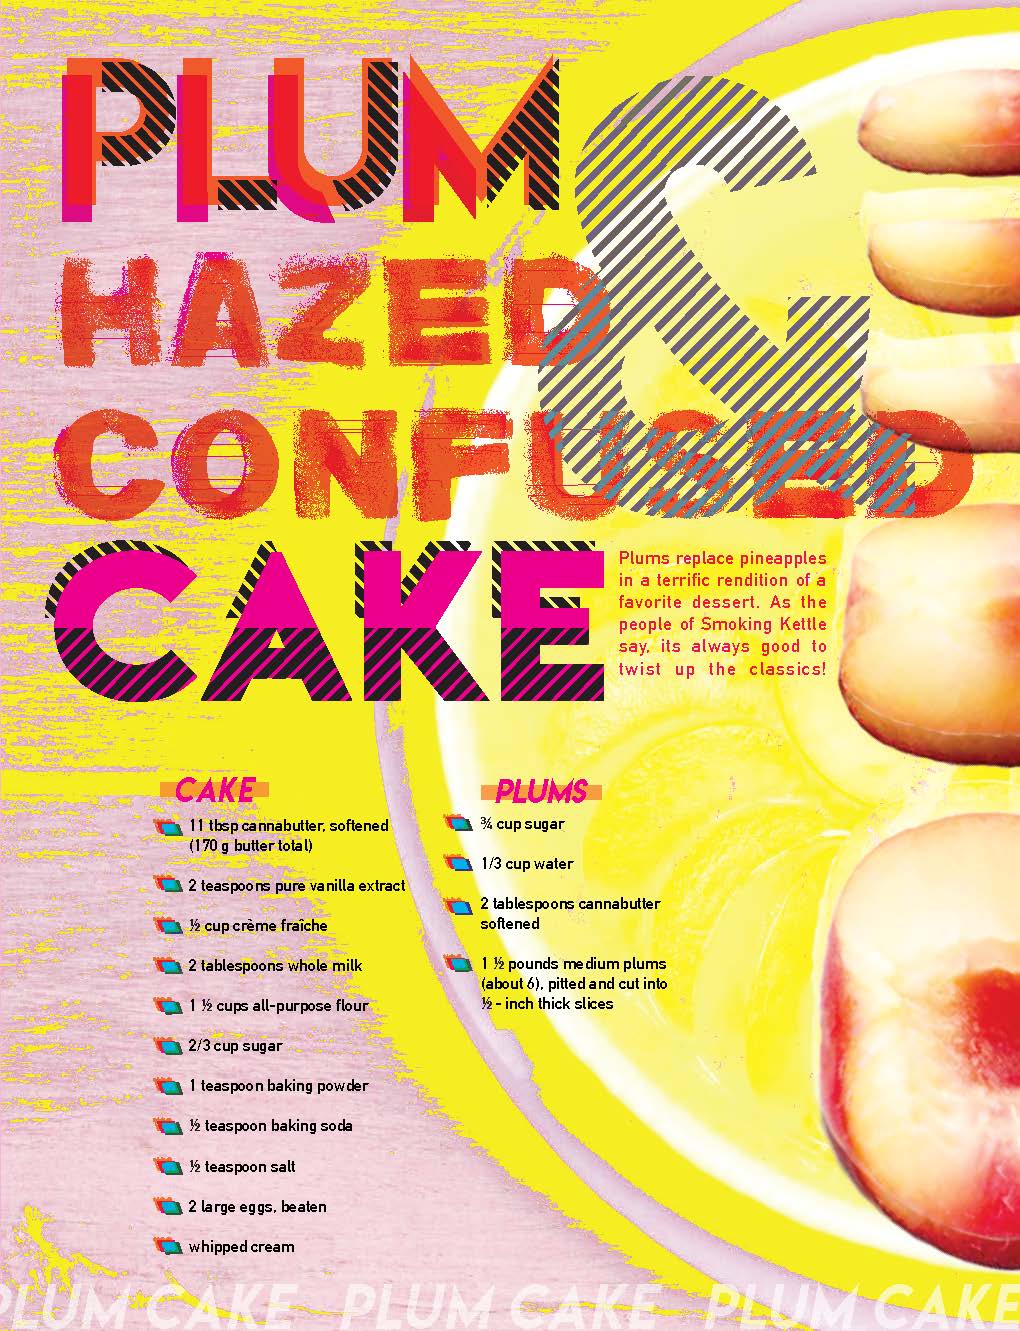 PLUM
HAZED &
CONFUSED
CAKE
Plums replace pineapples
in a terrific rendition of a
favorite dessert. As the
people of Smoking Kettle
say, its always good to
twist up the classics!
CAKE
11 tbsp cannabutter, softened
(170 g butter total)
2 teaspoons pure vanilla extract
½ cup crème fraîche
2 tablespoons whole milk
1 ½ cups all-purpose flour
2/3 cup sugar
1 teaspoon baking powder
½ teaspoon baking soda
½ teaspoon salt
2 large eggs, beaten
whipped cream
PLUMS
¾ cup sugar
1/3 cup water
2 tablespoons cannabutter
softened
1 ½ pounds medium plums
(about 6), pitted and cut into
½ - inch thick slices
PLUM CAKE PLUM CAKE PLUM CAKE